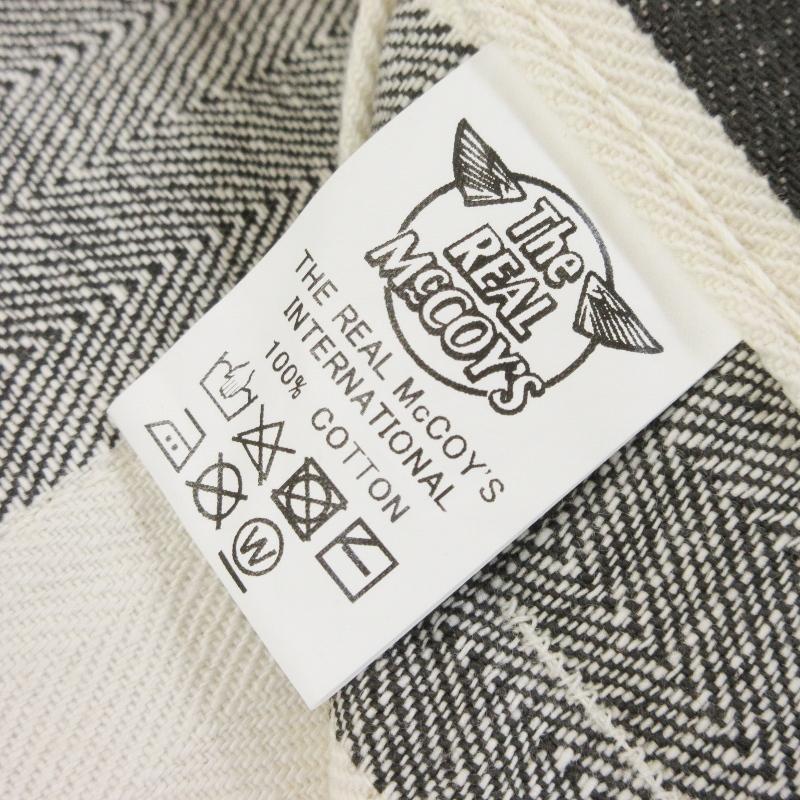 The
REAL
McCOY'S
THE REAL McCOY'S
INTERNATIONAL
100% COTTON
W